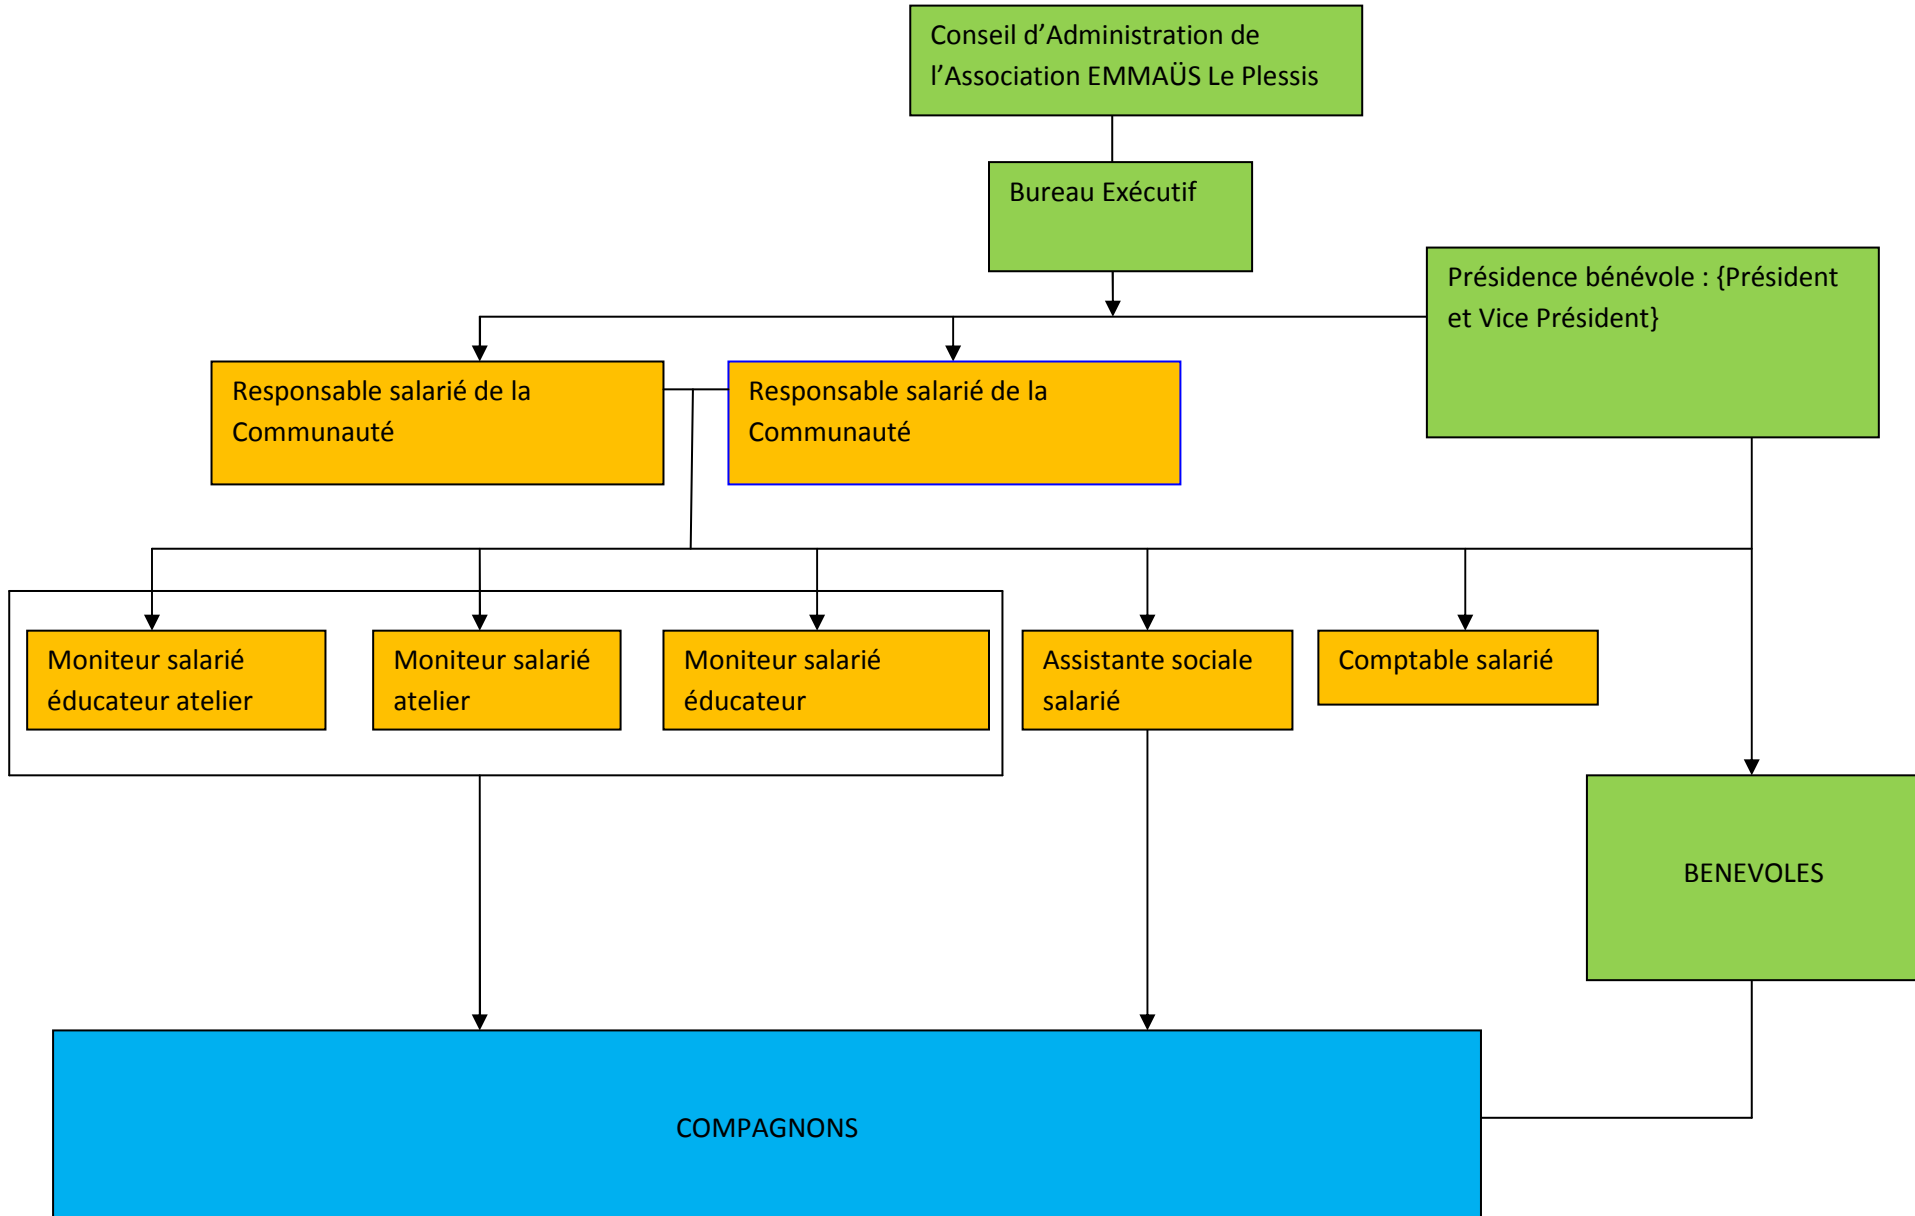 Conseil d’Administration de
l’Association EMMAÜS Le Plessis
Bureau Exécutif
Présidence bénévole : {Président
et Vice Président}
Responsable salarié de la
Communauté
Responsable salarié de la
Communauté
Moniteur salarié
éducateur atelier
Moniteur salarié
atelier
Moniteur salarié
éducateur
Assistante sociale
salarié
Comptable salarié
BENEVOLES
COMPAGNONS